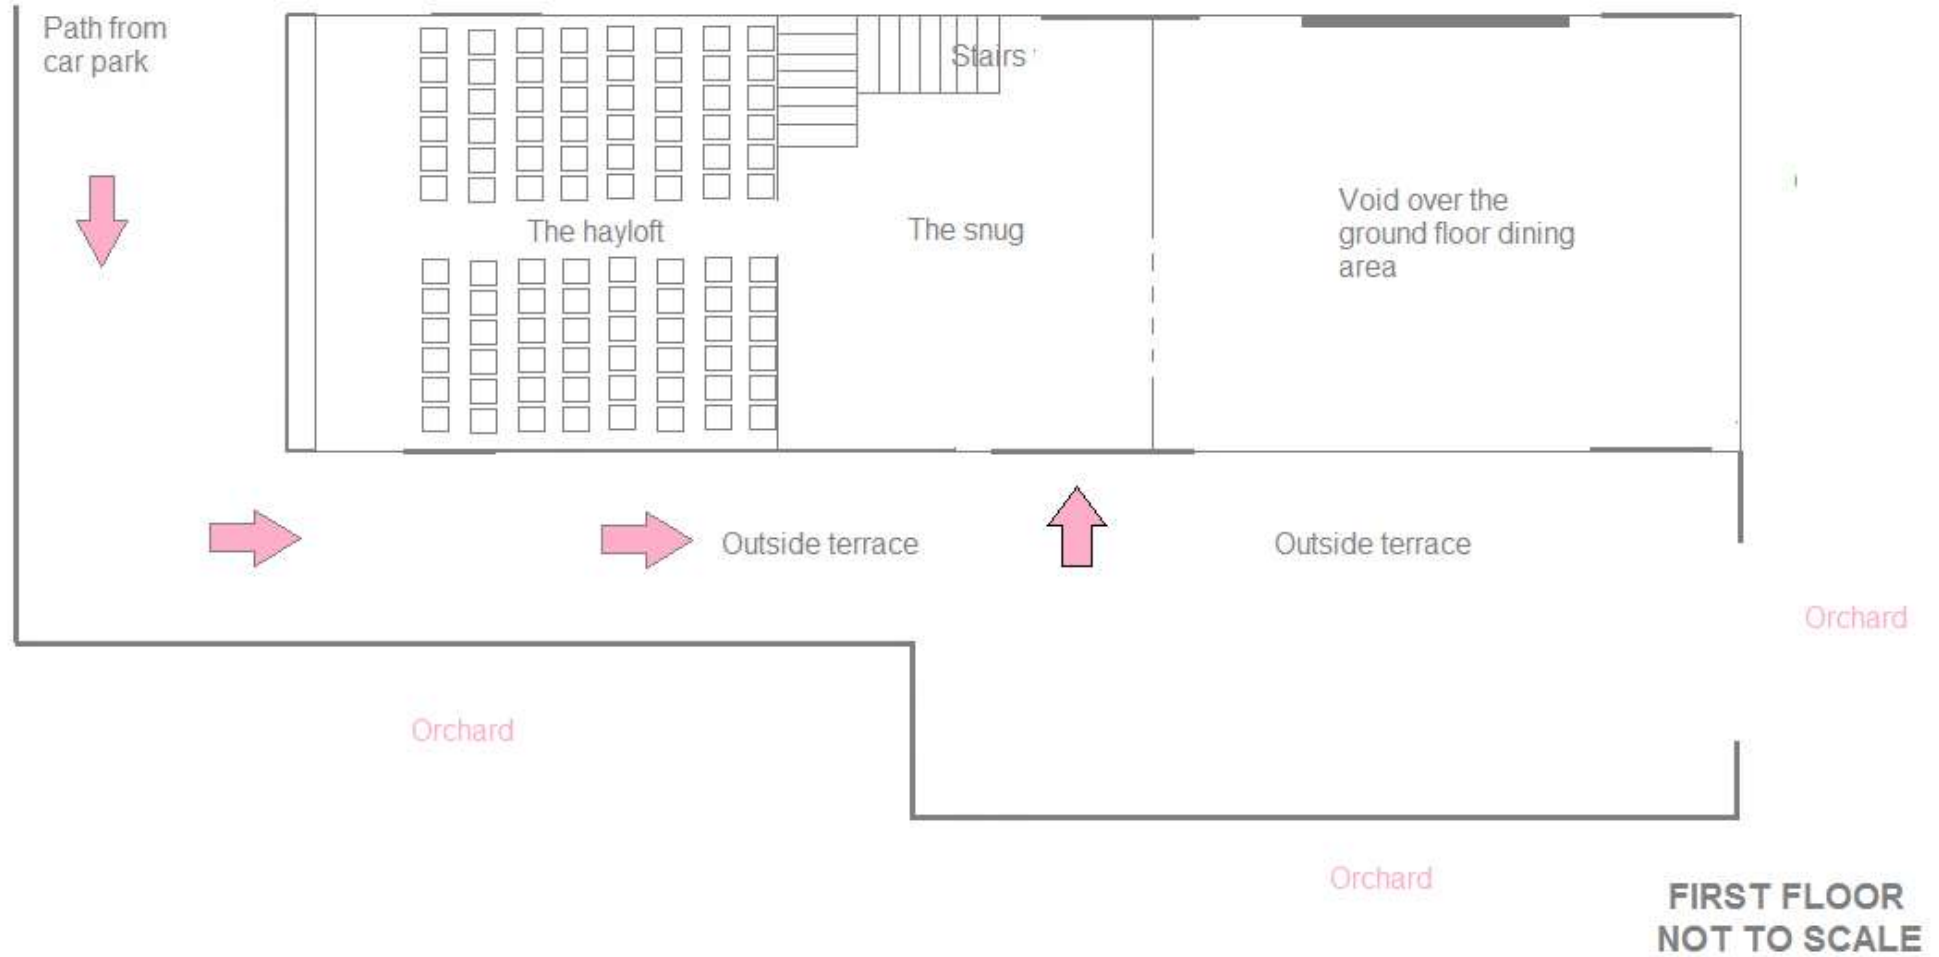 Path from
car park
Stairs
The hayloft
The snug
Void over the
ground floor dining
area
Outside terrace
Outside terrace
Orchard
Orchard
Orchard
FIRST FLOOR
NOT TO SCALE